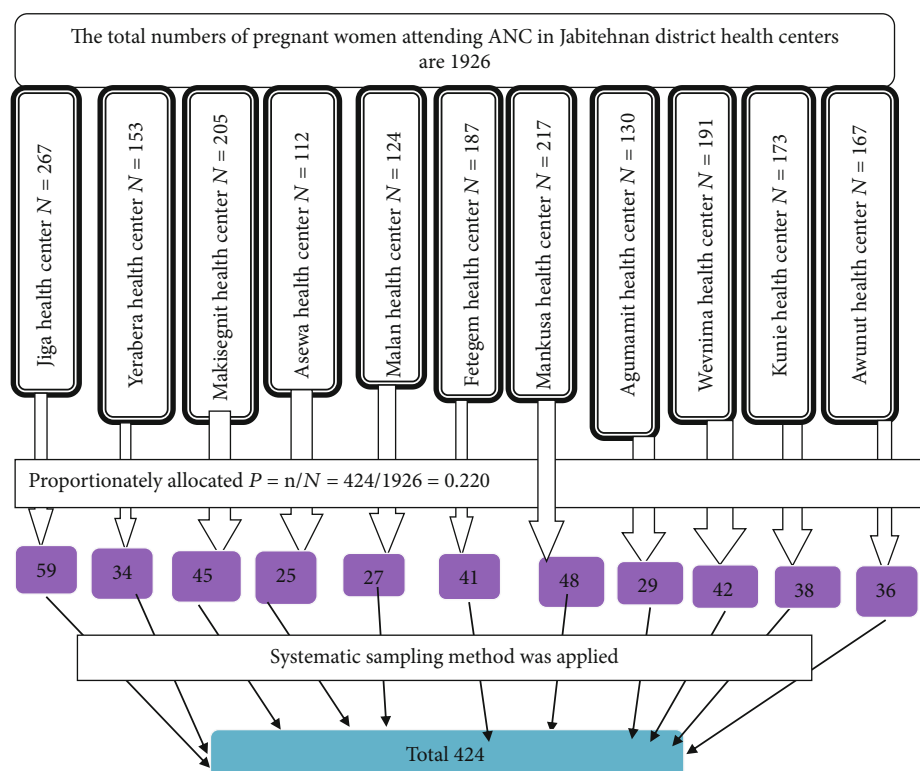 The total numbers of pregnant women attending ANC in Jabitehnan district health centers
are 1926
Jiga health center N = 267
Yerabera health center N = 153
Makisegnit health center N = 205
Asewa health center N = 112
Malan health center N = 124
Fetegem health center N = 187
Mankusa health center N = 217
Agumamit health center N = 130
Wevnima health center N = 191
Kunie health center N = 173
Awunut health center N = 167
Proportionately allocated P = n/N = 424/1926 = 0.220
59
34
45
25
27
41
48
29
42
38
36
Systematic sampling method was applied
Total 424